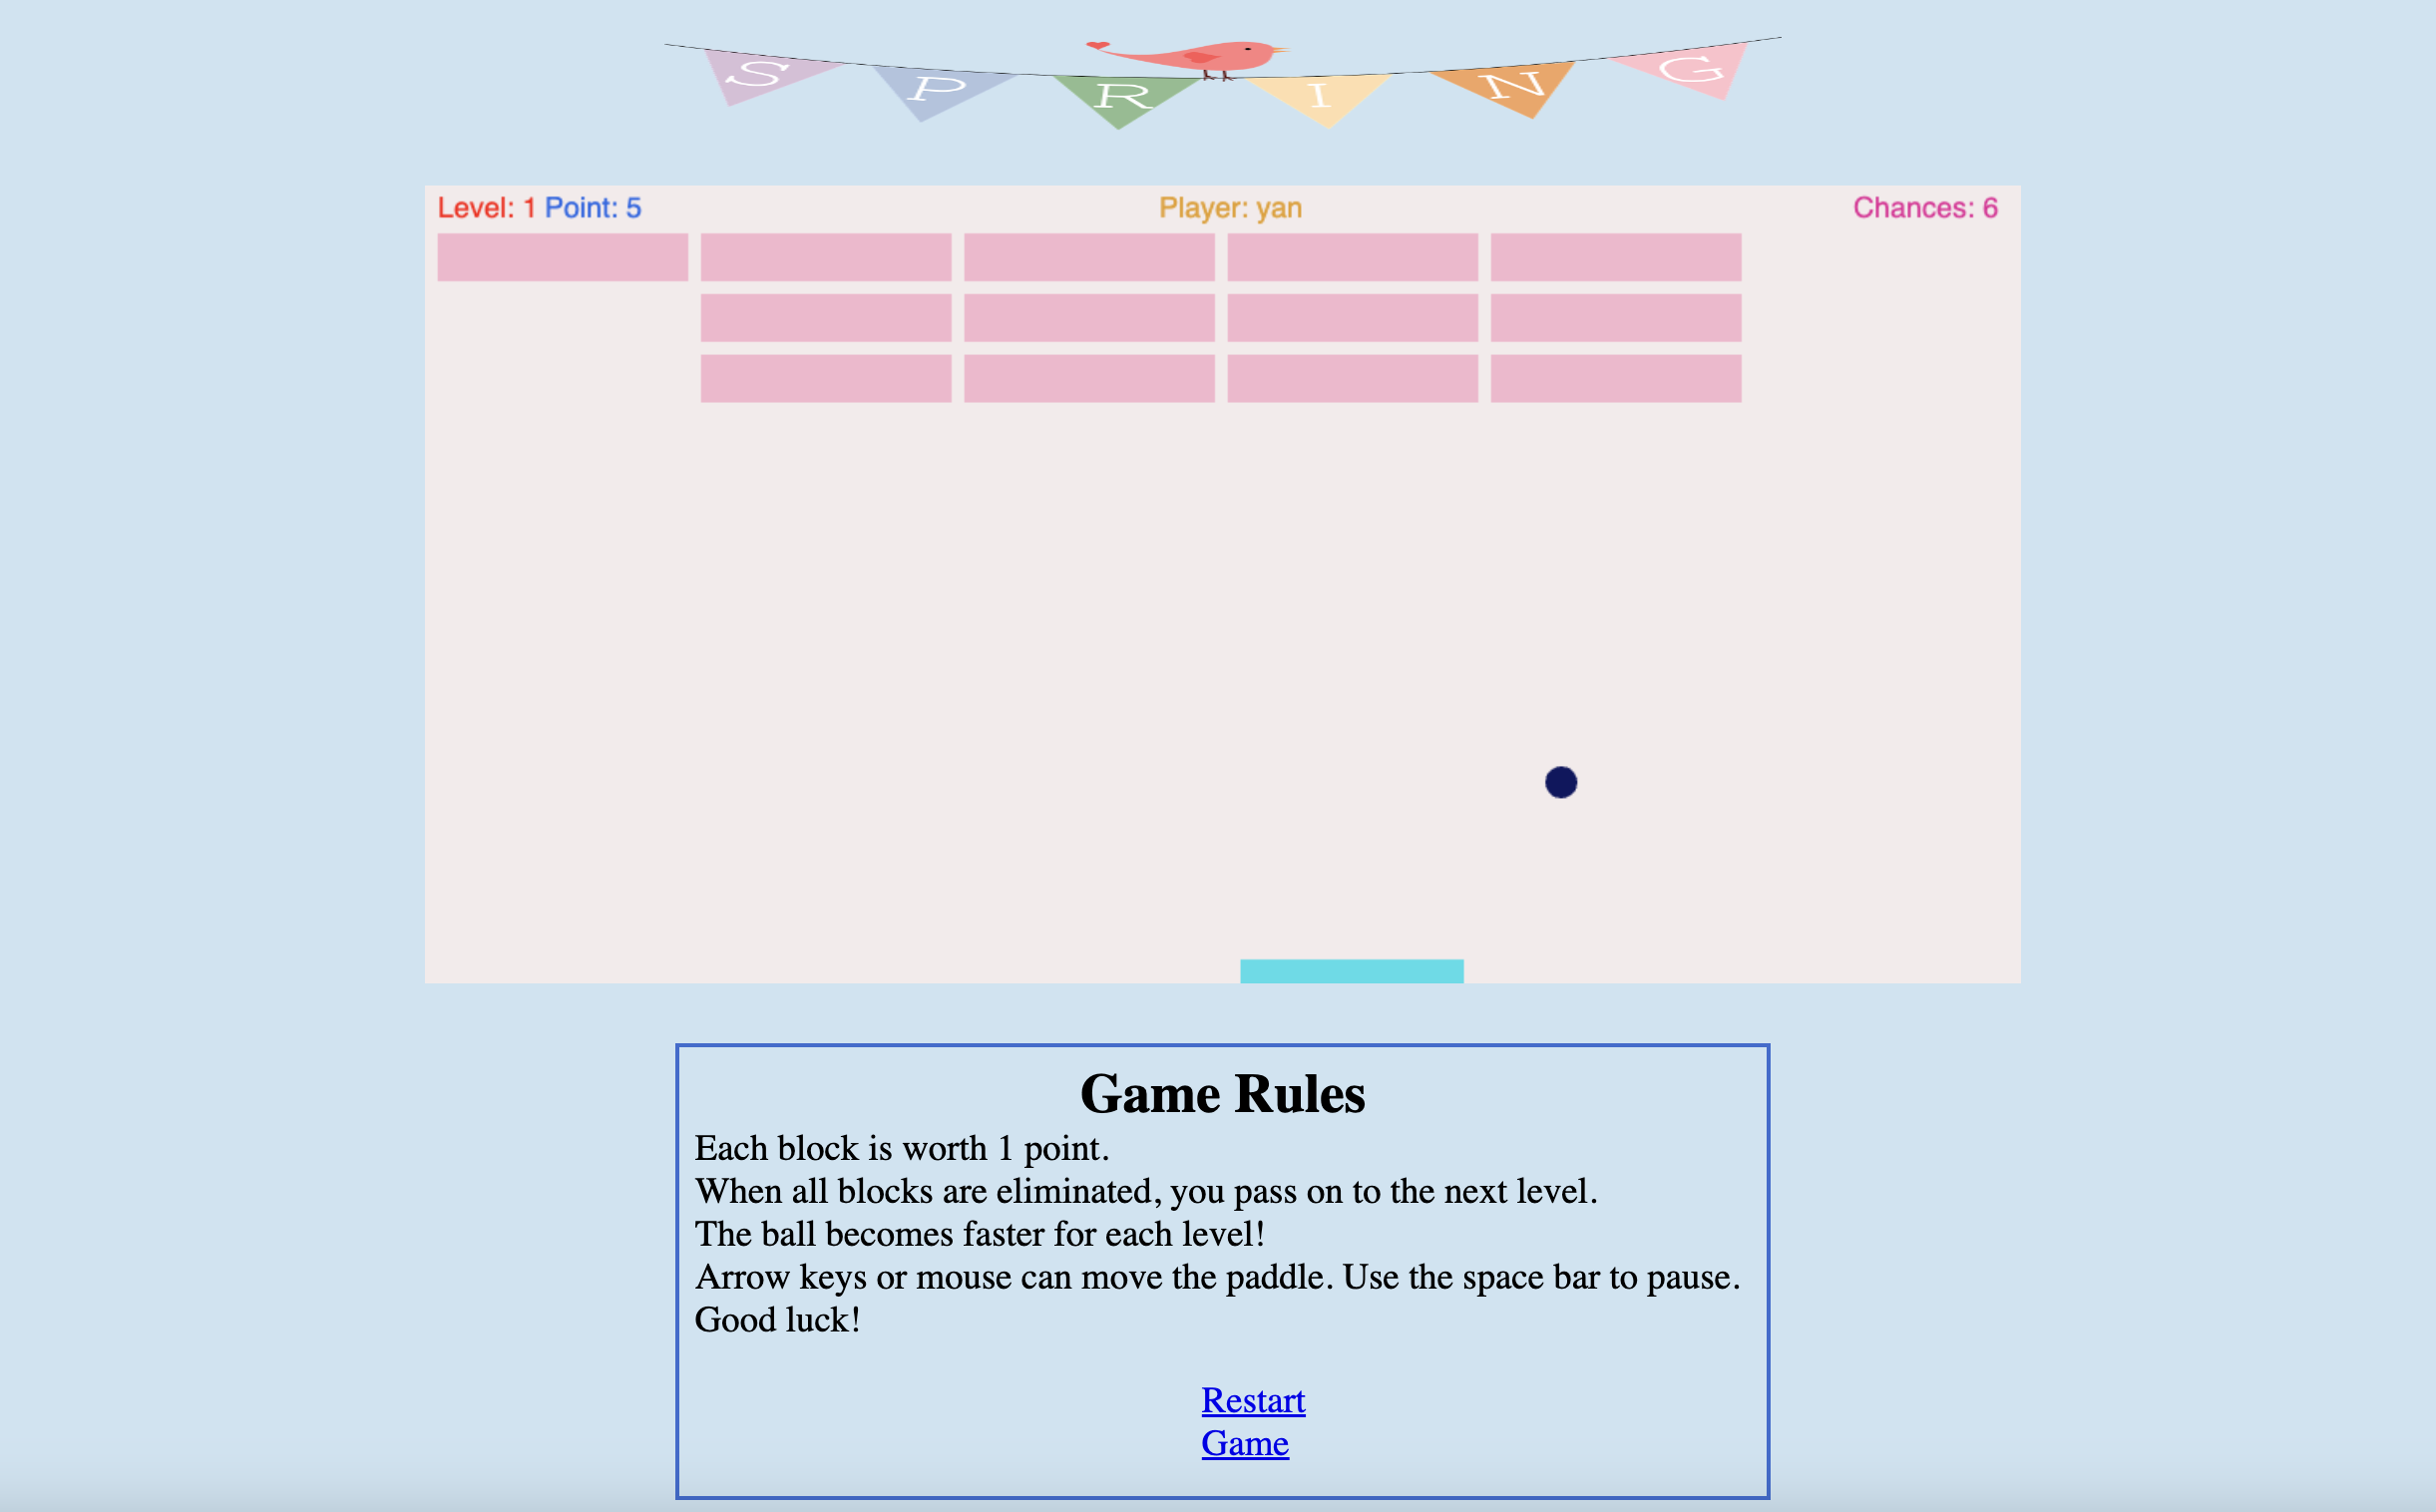 SPRING
Level: 1 Point: 5 Player: yan Chances: 6
Game Rules
Each block is worth 1 point.
When all blocks are eliminated, you pass on to the next level.
The ball becomes faster for each level!
Arrow keys or mouse can move the paddle. Use the space bar to pause.
Good luck!
Restart
Game